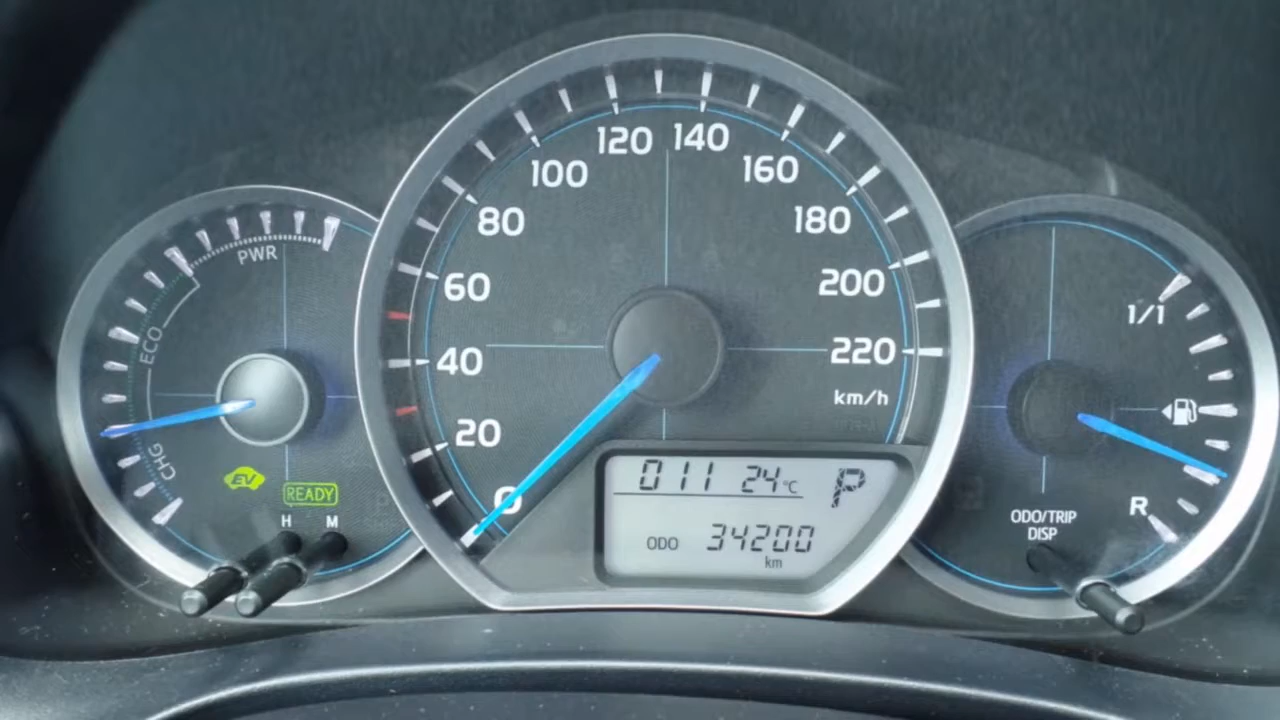 PWR
ECO
CHG
EV
READY
H M
0
20
40
60
80
100
120
140
160
180
200
220
km/h
011 24°C P
ODO 34200
km
1/1
R
ODO/TRIP
DISP